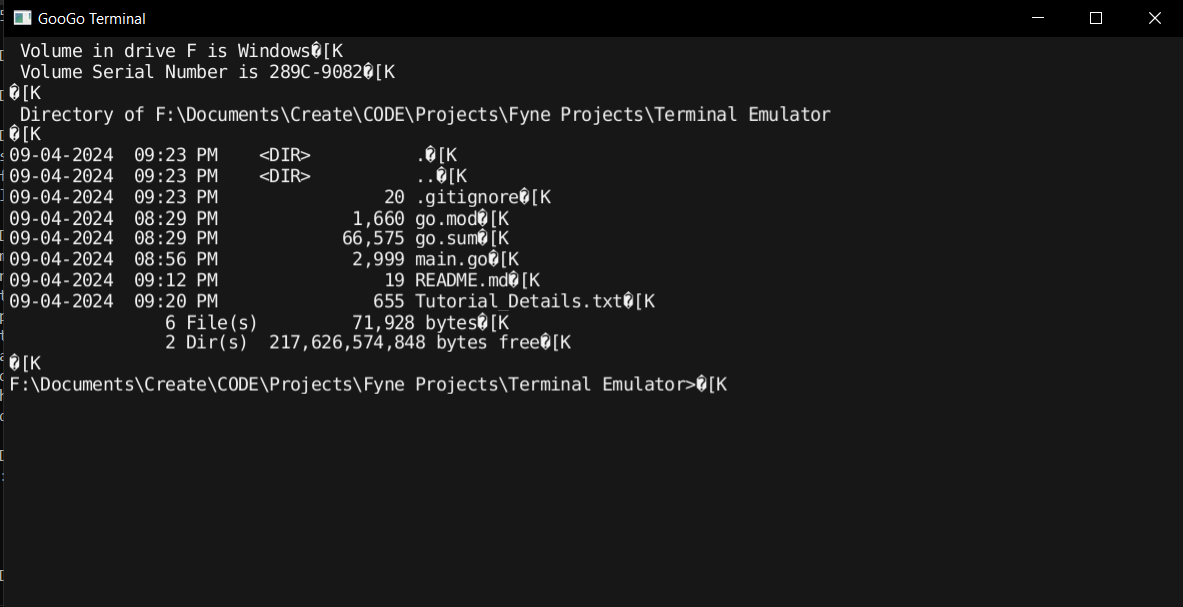 GooGo Terminal
 Volume in drive F is Windows�[K
 Volume Serial Number is 289C-9082�[K
�[K
 Directory of F:\Documents\Create\CODE\Projects\Fyne Projects\Terminal Emulator
�[K
09-04-2024  09:23 PM    <DIR>          .�[K
09-04-2024  09:23 PM    <DIR>          ..�[K
09-04-2024  09:23 PM                20 .gitignore�[K
09-04-2024  08:29 PM             1,660 go.mod�[K
09-04-2024  08:29 PM            66,575 go.sum�[K
09-04-2024  08:56 PM             2,999 main.go�[K
09-04-2024  09:12 PM                19 README.md�[K
09-04-2024  09:20 PM               655 Tutorial_Details.txt�[K
               6 File(s)         71,928 bytes�[K
               2 Dir(s)  217,626,574,848 bytes free�[K
�[K
F:\Documents\Create\CODE\Projects\Fyne Projects\Terminal Emulator>�[K